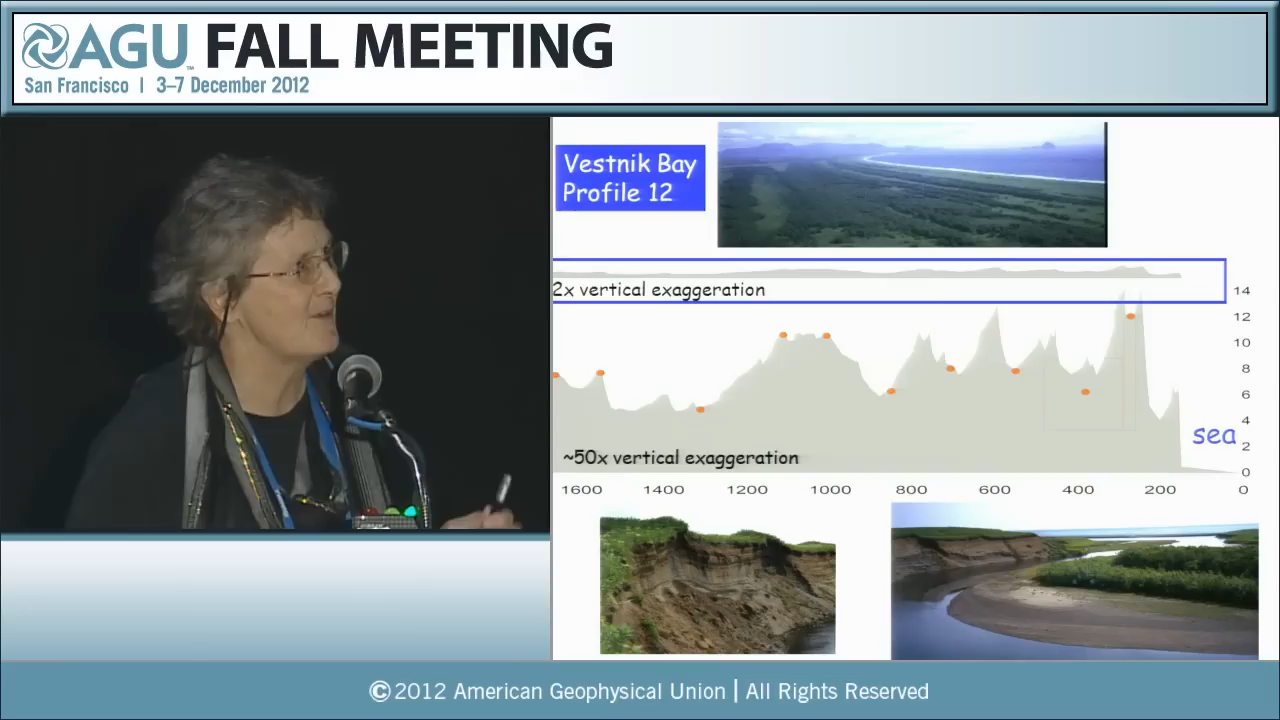 AGU FALL MEETING
San Francisco | 3–7 December 2012
Vestnik Bay
Profile 12
2x vertical exaggeration
14
12
10
8
6
4
2
0
sea
~50x vertical exaggeration
1600 1400 1200 1000 800 600 400 200 0
©2012 American Geophysical Union | All Rights Reserved